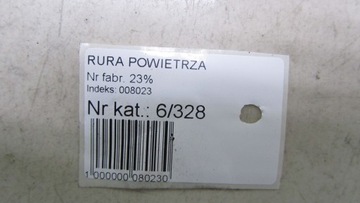 RURA POWIETRZA
Nr fabr. 23%
Indeks: 008023
Nr kat.: 6/328
1 000000 080230